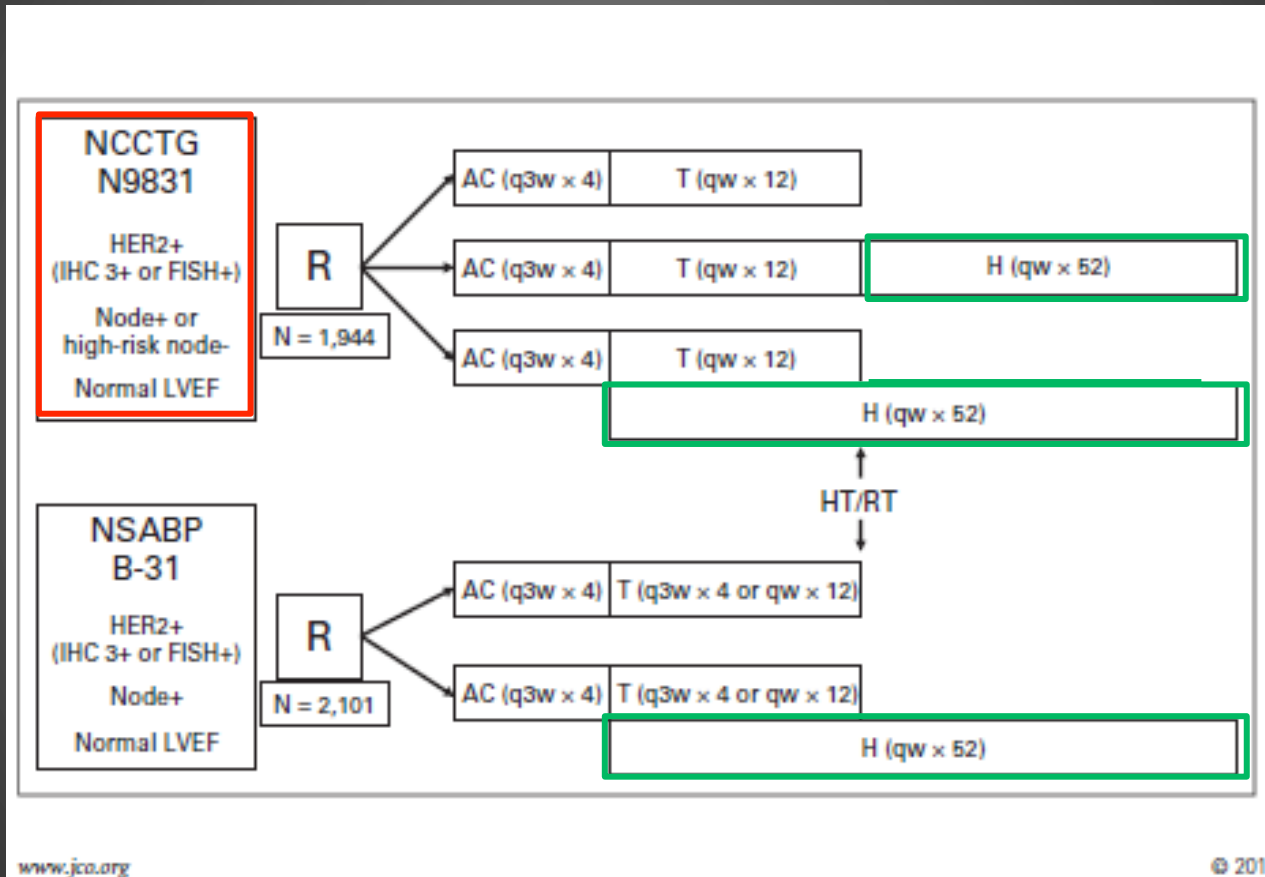 NCCTG
N9831
HER2+
(IHC 3+ or FISH+)
Node+ or
high-risk node-
Normal LVEF
R
N = 1,944
AC (q3w × 4) T (qw × 12)
AC (q3w × 4) T (qw × 12) H (qw × 52)
AC (q3w × 4) T (qw × 12)
H (qw × 52)
HT/RT
NSABP
B-31
HER2+
(IHC 3+ or FISH+)
Node+
Normal LVEF
R
N = 2,101
AC (q3w × 4) T (q3w × 4 or qw × 12)
AC (q3w × 4) T (q3w × 4 or qw × 12)
H (qw × 52)
www.jco.org © 201